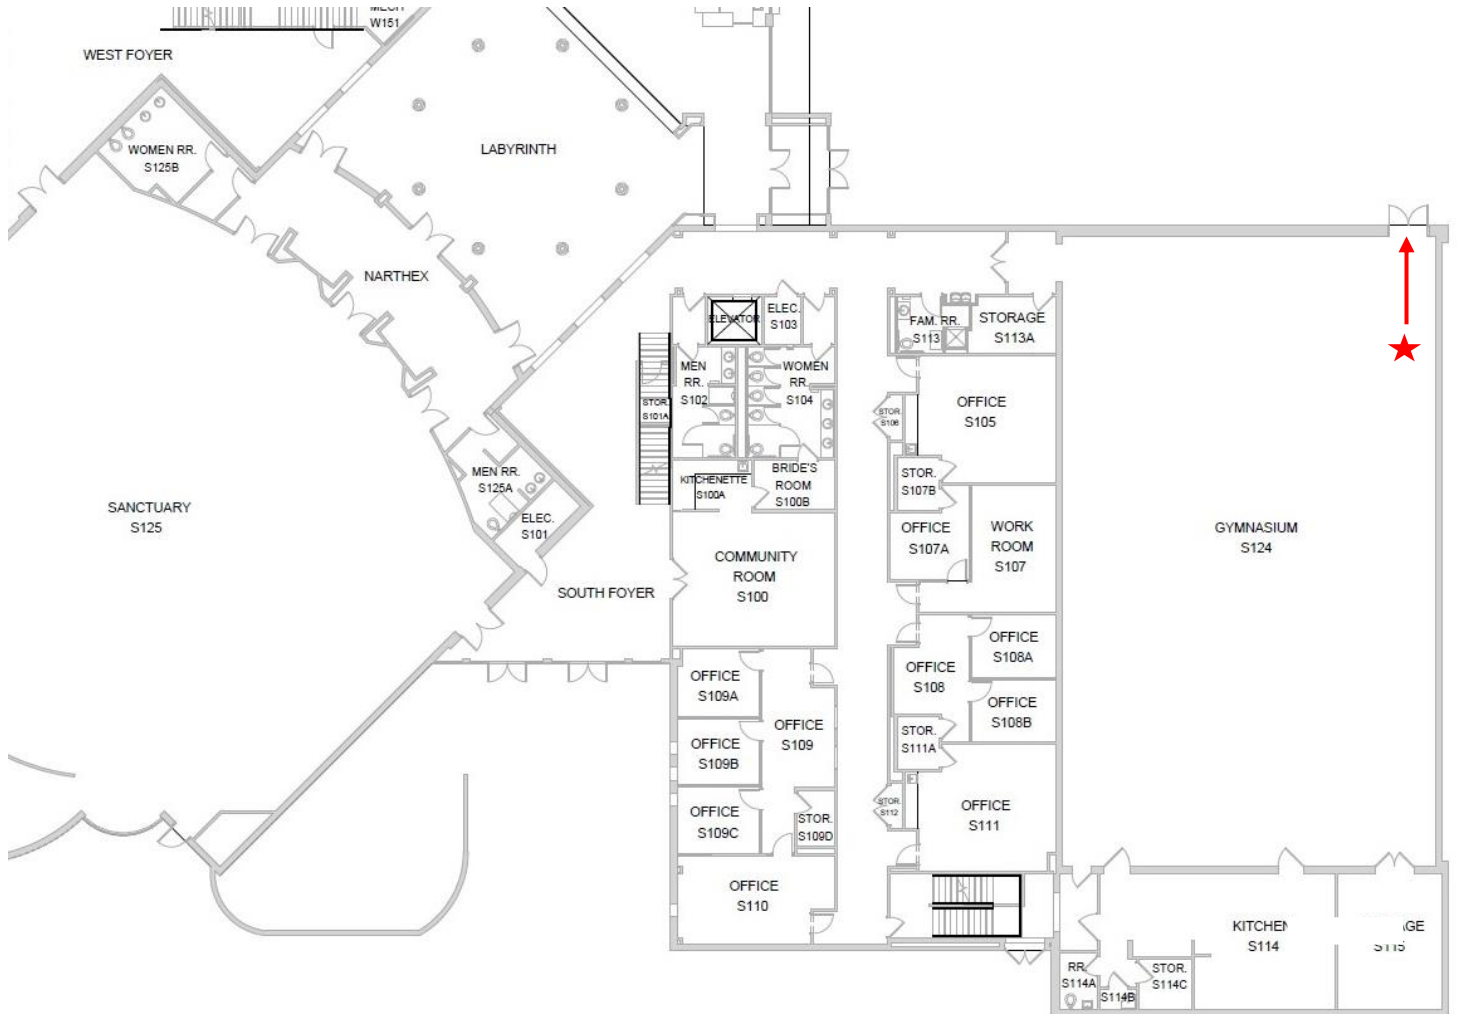 MECH
W151
WEST FOYER
WOMEN RR.
S125B
LABYRINTH
NARTHEX
ELEVATOR
ELEC.
S103
FAM. RR.
S113
STORAGE
S113A
MEN
RR.
S102
WOMEN
RR.
S104
STOR.
S101A
STOR.
S106
OFFICE
S105
MEN RR.
S125A
KITCHENETTE
S100A
BRIDE'S
ROOM
S100B
STOR.
S107B
SANCTUARY
S125
ELEC.
S101
OFFICE
S107A
WORK
ROOM
S107
GYMNASIUM
S124
COMMUNITY
ROOM
S100
SOUTH FOYER
OFFICE
S108A
OFFICE
S109A
OFFICE
S108
OFFICE
S108B
OFFICE
S109
STOR.
S111A
OFFICE
S109B
OFFICE
S109C
STOR.
S109D
STOR.
S112
OFFICE
S111
OFFICE
S110
KITCHEN
S114
GE
S115
RR.
S114A
S114B
STOR.
S114C